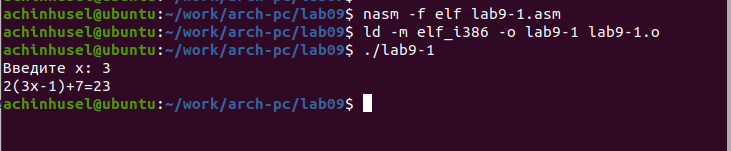 achinhusel@ubuntu:~/work/arch-pc/lab09$ nasm -f elf lab9-1.asm
achinhusel@ubuntu:~/work/arch-pc/lab09$ ld -m elf_i386 -o lab9-1 lab9-1.o
achinhusel@ubuntu:~/work/arch-pc/lab09$ ./lab9-1
Введите x: 3
2(3x-1)+7=23
achinhusel@ubuntu:~/work/arch-pc/lab09$